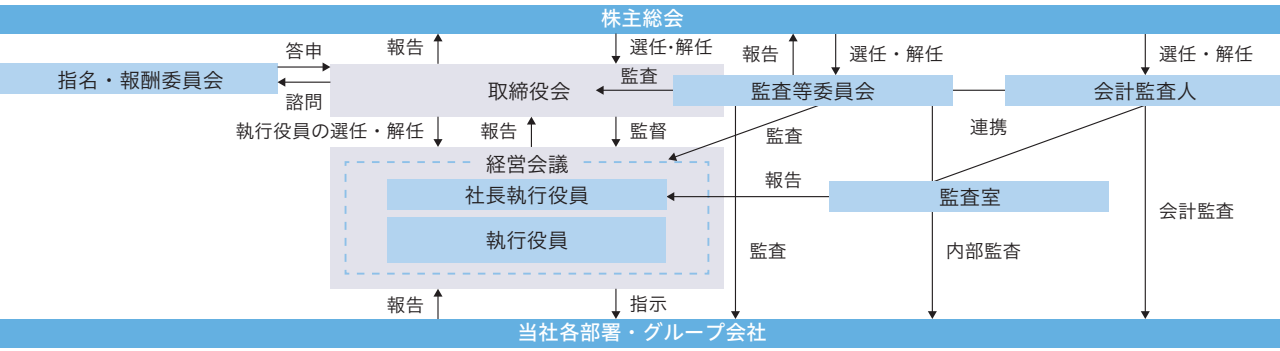 株主総会
報告
選任・解任
報告
選任・解任
選任・解任
答申
指名・報酬委員会
諮問
取締役会
監査
監査等委員会
会計監査人
執行役員の選任・解任
報告
監督
監査
連携
経営会議
社長執行役員
執行役員
報告
監査室
監査
内部監査
会計監査
報告
指示
当社各部署・グループ会社